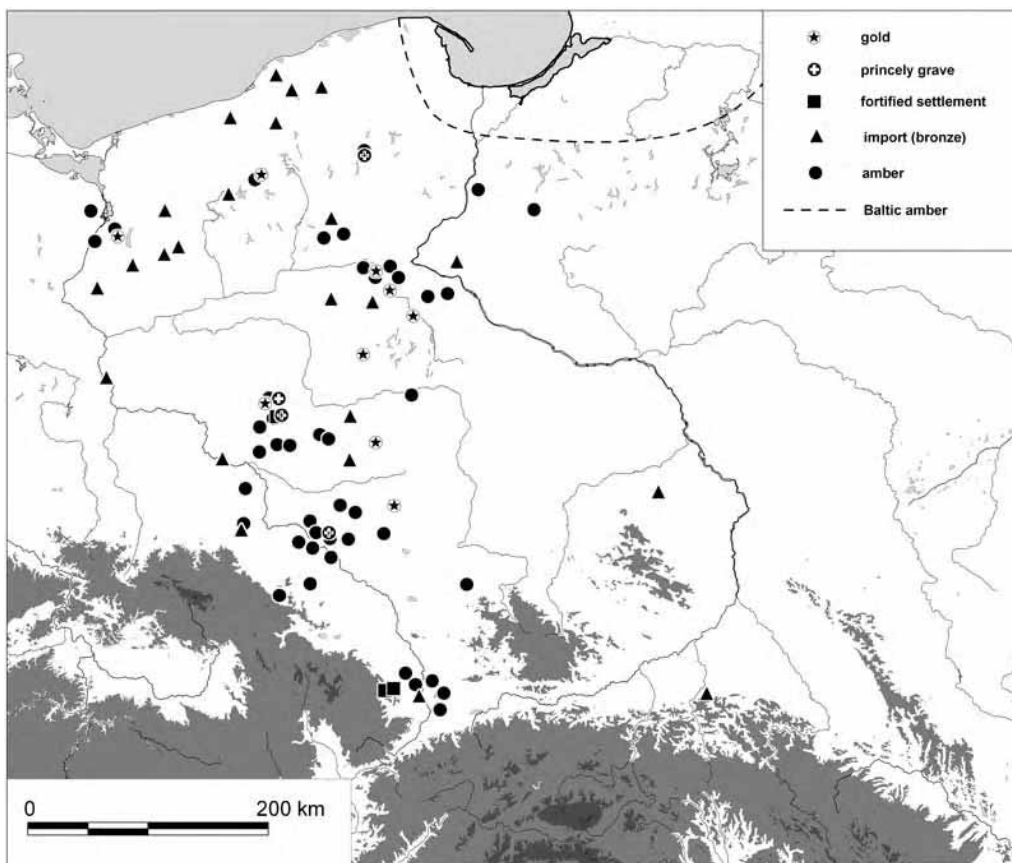 gold
princely grave
fortified settlement
import (bronze)
amber
Baltic amber
0 200 km